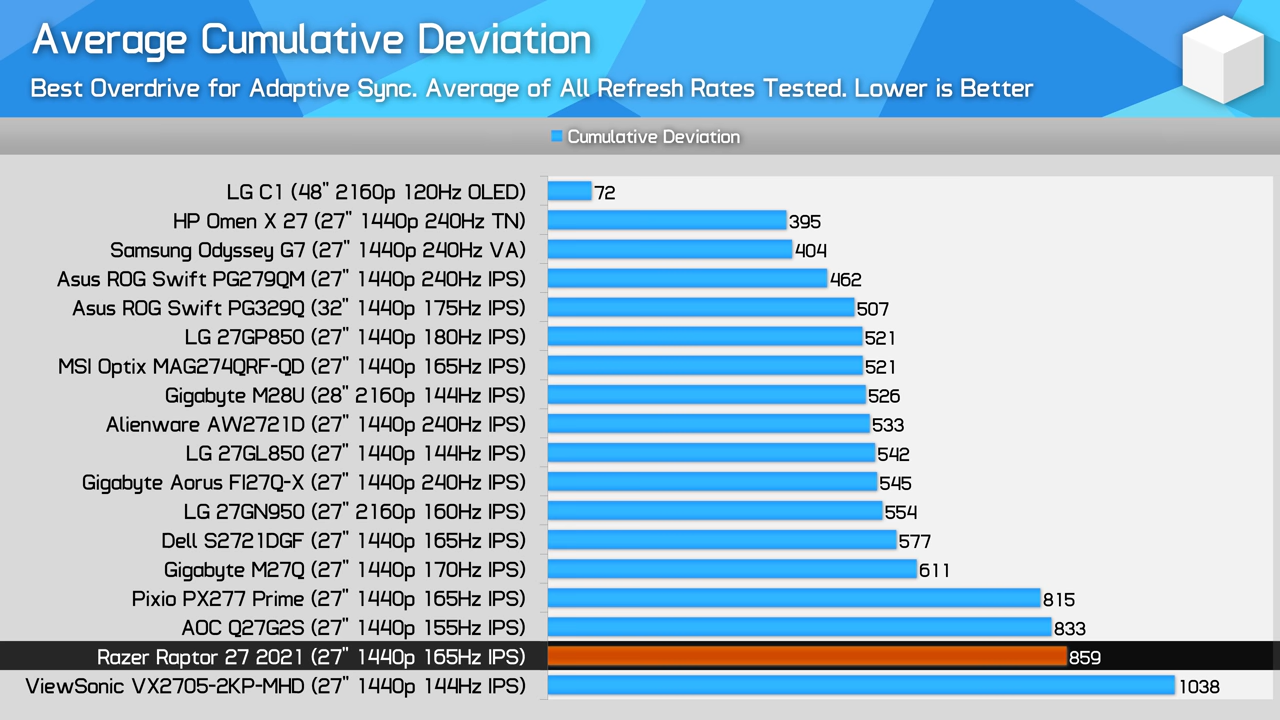 Average Cumulative Deviation
Best Overdrive for Adaptive Sync. Average of All Refresh Rates Tested. Lower is Better
Cumulative Deviation
LG C1 (48" 2160p 120Hz OLED) 72
HP Omen X 27 (27" 1440p 240Hz TN) 395
Samsung Odyssey G7 (27" 1440p 240Hz VA) 404
Asus ROG Swift PG279QM (27" 1440p 240Hz IPS) 462
Asus ROG Swift PG329Q (32" 1440p 175Hz IPS) 507
LG 27GP850 (27" 1440p 180Hz IPS) 521
MSI Optix MAG274QRF-QD (27" 1440p 165Hz IPS) 521
Gigabyte M28U (28" 2160p 144Hz IPS) 526
Alienware AW2721D (27" 1440p 240Hz IPS) 533
LG 27GL850 (27" 1440p 144Hz IPS) 542
Gigabyte Aorus FI27Q-X (27" 1440p 240Hz IPS) 545
LG 27GN950 (27" 2160p 160Hz IPS) 554
Dell S2721DGF (27" 1440p 165Hz IPS) 577
Gigabyte M27Q (27" 1440p 170Hz IPS) 611
Pixio PX277 Prime (27" 1440p 165Hz IPS) 815
AOC Q27G2S (27" 1440p 155Hz IPS) 833
Razer Raptor 27 2021 (27" 1440p 165Hz IPS) 859
ViewSonic VX2705-2KP-MHD (27" 1440p 144Hz IPS) 1038